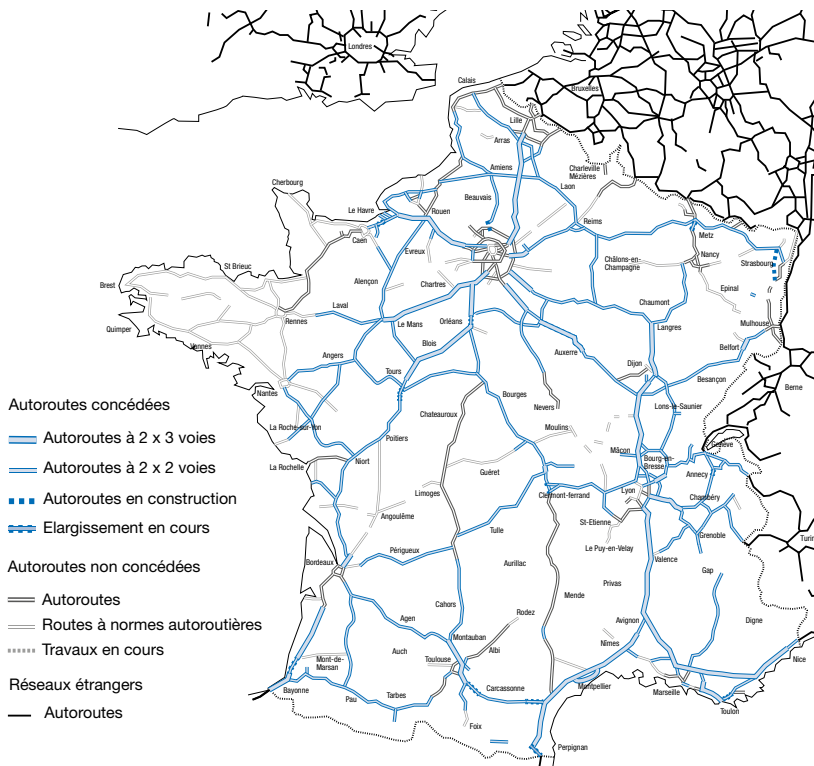 Londres
Calais
Bruxelles
Lille
Arras
Amiens
Charleville
Mézières
Laon
Cherbourg
Beauvais
Le Havre
Rouen
Reims
Caen
Metz
Evreux
Nancy
Strasbourg
Châlons-en-
Champagne
St Brieuc
Alençon
Chartres
Brest
Epinal
Laval
Chaumont
Rennes
Le Mans
Orléans
Mulhouse
Quimper
Langres
Vannes
Blois
Belfort
Angers
Auxerre
Dijon
Tours
Besançon
Berne
Nantes
Bourges
Nevers
Lons-le-Saunier
Chateauroux
La Roche-sur-Yon
Moulins
Poitiers
Mâcon
Bourg-en-
Bresse
Genève
La Rochelle
Niort
Guéret
Annecy
Limoges
Clermont-ferrand
Lyon
Chambéry
Angoulême
St-Etienne
Tulle
Grenoble
Turin
Périgueux
Le Puy-en-Velay
Bordeaux
Aurillac
Valence
Gap
Privas
Mende
Cahors
Rodez
Agen
Avignon
Digne
Montauban
Albi
Nîmes
Auch
Mont-de-
Marsan
Toulouse
Nice
Bayonne
Carcassonne
Montpellier
Marseille
Pau
Tarbes
Toulon
Foix
Perpignan
Autoroutes concédées
Autoroutes à 2 x 3 voies
Autoroutes à 2 x 2 voies
Autoroutes en construction
Elargissement en cours
Autoroutes non concédées
Autoroutes
Routes à normes autoroutières
Travaux en cours
Réseaux étrangers
Autoroutes